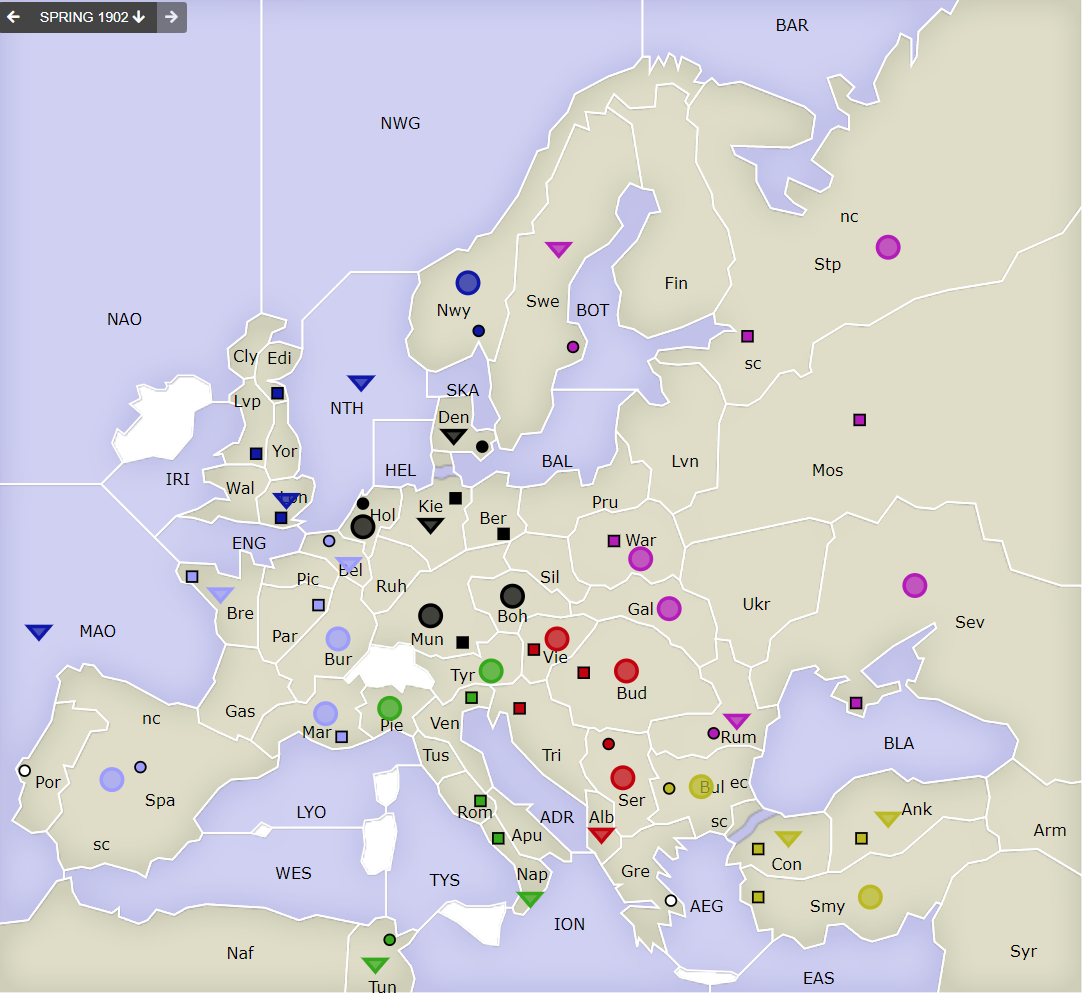 SPRING 1902
BAR
NWG
nc
Stp
Fin
Swe
BOT
Nwy
NAO
Cly Edi
sc
SKA
Lvp
NTH
Den
Yor
BAL
Lvn
Mos
HEL
IRI
Wal
Lon
Kie
Pru
Hol
Ber
ENG
War
Bel
Pic
Ruh
Sil
Ukr
Gal
Bre
Boh
Sev
MAO
Par
Mun
Vie
Bur
Tyr
Bud
nc
Gas
Ven
Pie
Mar
Rum
BLA
Tus
Tri
Por
Bul ec
Spa
Ser
LYO
Rom
ADR
Alb
Ank
sc
Apu
Arm
sc
Con
WES
TYS
Nap
Gre
AEG
Smy
ION
Naf
Syr
EAS
Tun